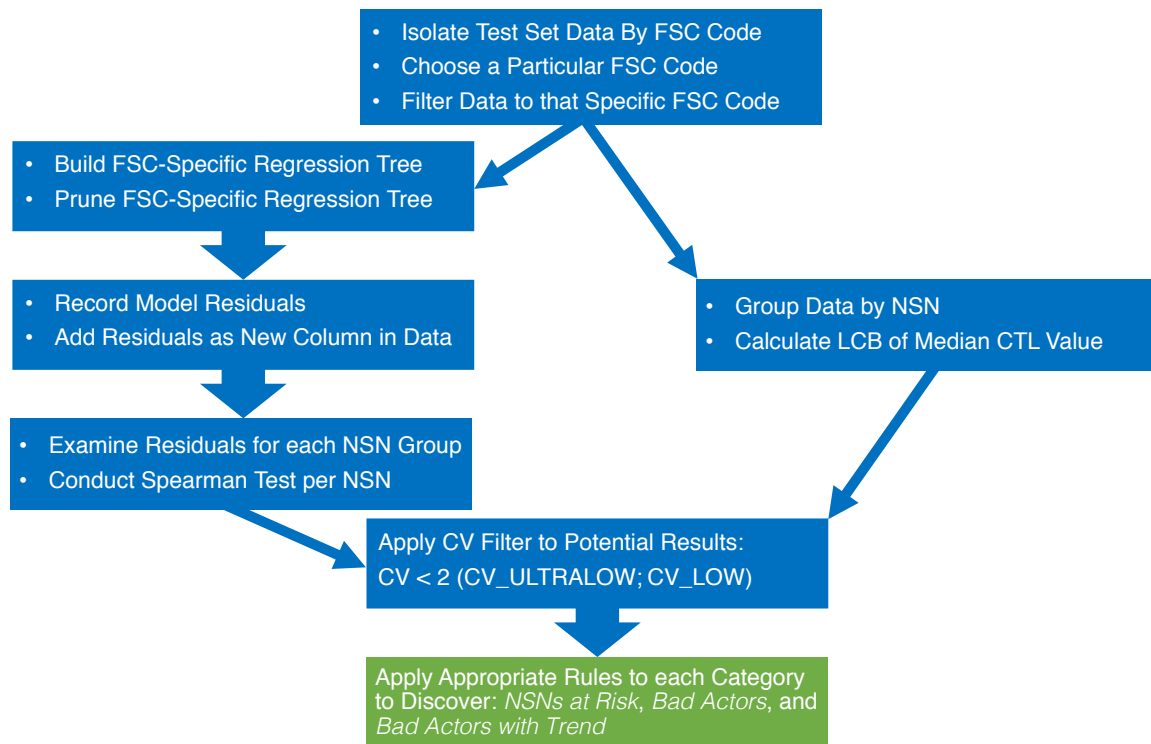 • Isolate Test Set Data By FSC Code
• Choose a Particular FSC Code
• Filter Data to that Specific FSC Code
• Build FSC-Specific Regression Tree
• Prune FSC-Specific Regression Tree
• Record Model Residuals
• Add Residuals as New Column in Data
• Group Data by NSN
• Calculate LCB of Median CTL Value
• Examine Residuals for each NSN Group
• Conduct Spearman Test per NSN
Apply CV Filter to Potential Results:
CV < 2 (CV_ULTRALOW; CV_LOW)
Apply Appropriate Rules to each Category
to Discover: NSNs at Risk, Bad Actors, and
Bad Actors with Trend